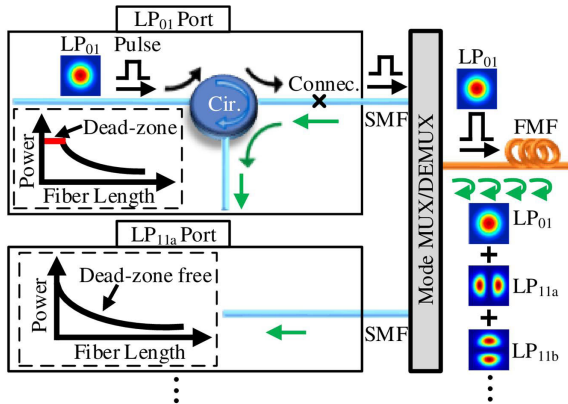 LP01 Port
LP01 Pulse
Connec.
Cir.
SMF
Dead-zone
Power
Fiber Length
LP11a Port
Dead-zone free
Power
Fiber Length
SMF
Mode MUX/DEMUX
LP01
FMF
LP01
+
LP11a
+
LP11b